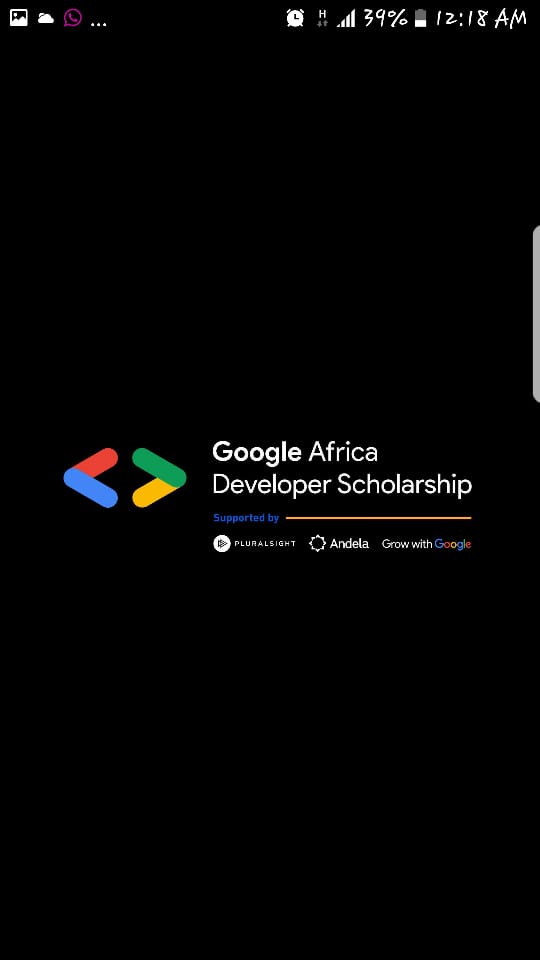 ... H 39% 12:18 AM
Google Africa
Developer Scholarship
Supported by
PLURALSIGHT Andela Grow with Google